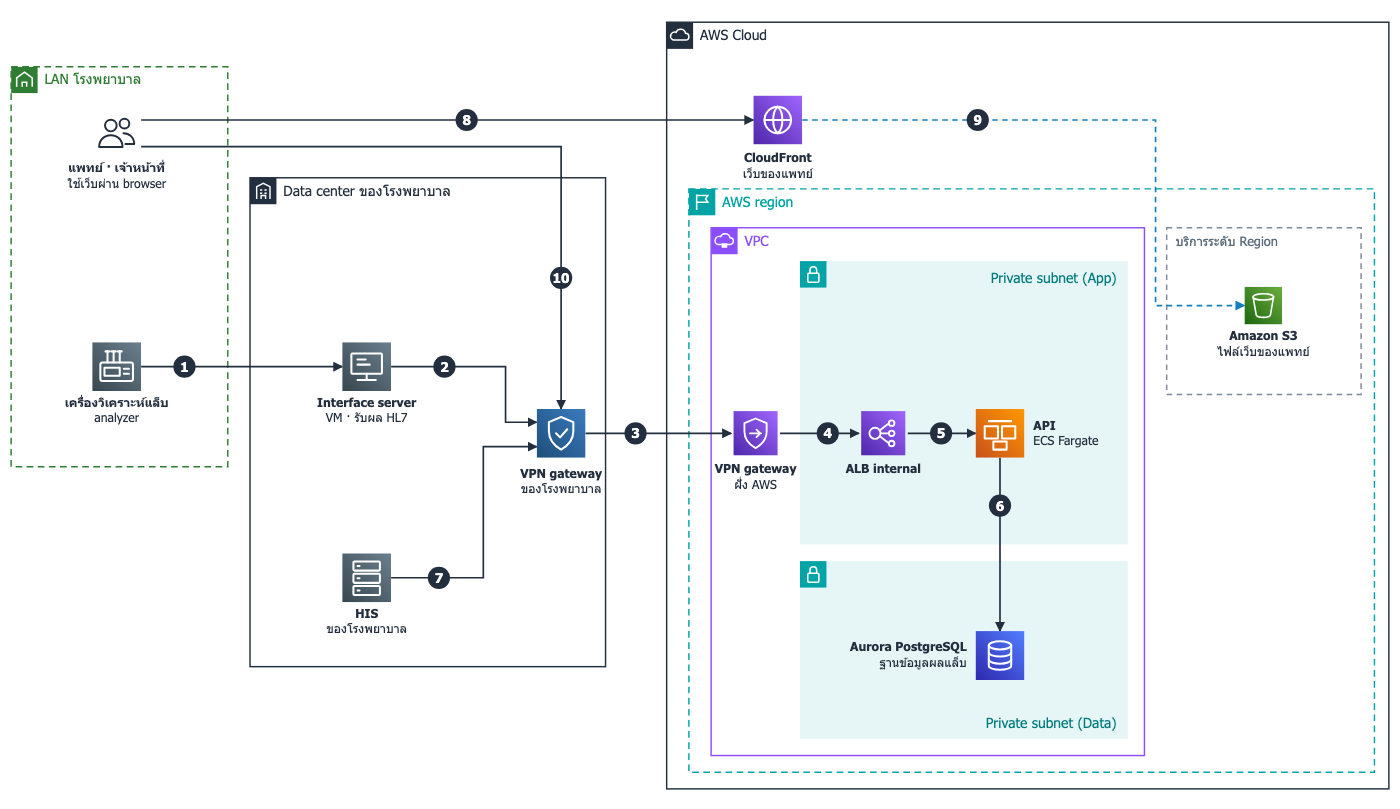 AWS Cloud
LAN โรงพยาบาล
8
9
แพทย์ · เจ้าหน้าที่
ใช้เว็บผ่าน browser
CloudFront
เว็บของแพทย์
Data center ของโรงพยาบาล
AWS region
VPC
บริการระดับ Region
Private subnet (App)
10
Amazon S3
ไฟล์เว็บของแพทย์
1
2
เครื่องวิเคราะห์แล็บ
analyzer
Interface server
VM · รับผล HL7
3
4
5
API
ECS Fargate
VPN gateway
ของโรงพยาบาล
VPN gateway
ฝั่ง AWS
ALB internal
6
7
HIS
ของโรงพยาบาล
Aurora PostgreSQL
ฐานข้อมูลผลแล็บ
Private subnet (Data)